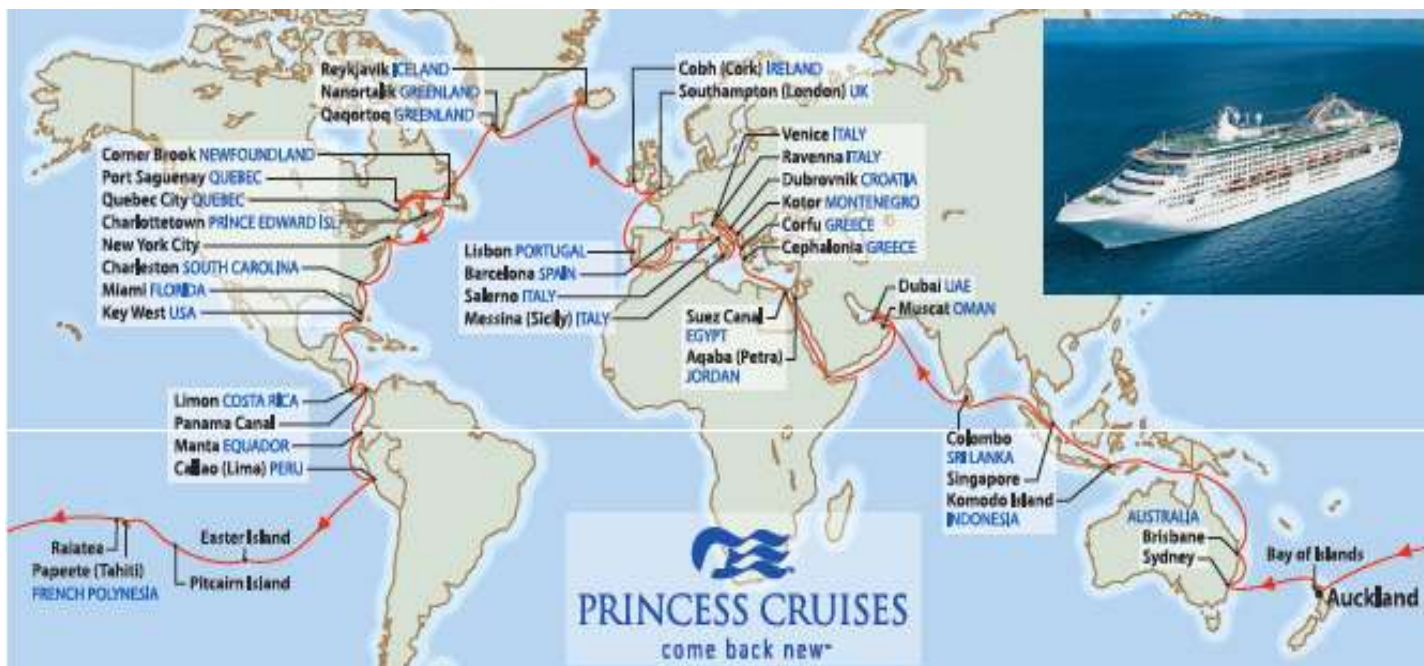 Reykjavik ICELAND
Nanortalik GREENLAND
Qaqortoq GREENLAND
Cobh (Cork) IRELAND
Southampton (London) UK
Corner Brook NEWFOUNDLAND
Port Saguenay QUEBEC
Quebec City QUEBEC
Charlottetown PRINCE EDWARD ISL
New York City
Charleston SOUTH CAROLINA
Miami FLORIDA
Key West USA
Venice ITALY
Ravenna ITALY
Dubrovnik CROATIA
Kotor MONTENEGRO
Corfu GREECE
Cephalonia GREECE
Lisbon PORTUGAL
Barcelona SPAIN
Salerno ITALY
Messina (Sicily) ITALY
Suez Canal
EGYPT
Aqaba (Petra)
JORDAN
Dubai UAE
Muscat OMAN
Limon COSTA RICA
Panama Canal
Manta EQUADOR
Callao (Lima) PERU
Colombo
SRI LANKA
Singapore
Komodo Island
INDONESIA
AUSTRALIA
Brisbane
Sydney
Bay of Islands
Auckland
Raiatea
Papeete (Tahiti)
FRENCH POLYNESIA
Easter Island
Pitcairn Island
PRINCESS CRUISES
come back new℠